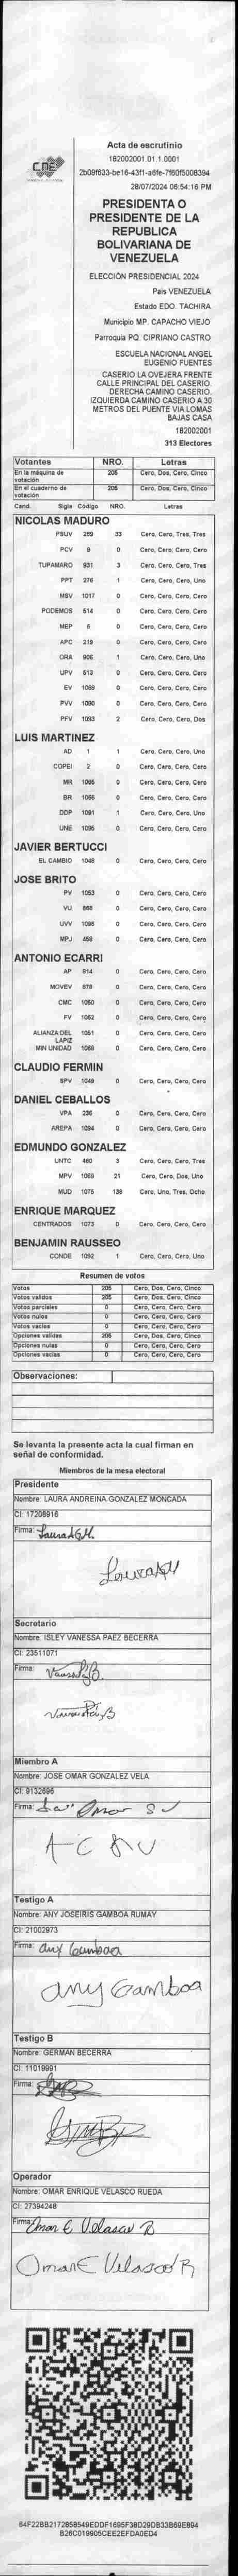 CNE
Acta de escrutinio
182002001.01.1.0001
2b09f633-be16-43f1-a6fe-7f60f5008394
28/07/2024 06:54:16 PM
PRESIDENTA O
PRESIDENTE DE LA
REPUBLICA
BOLIVARIANA DE
VENEZUELA
ELECCIÓN PRESIDENCIAL 2024
Pais VENEZUELA
Estado EDO. TACHIRA
Municipio MP. CAPACHO VIEJO
Parroquia PQ. CIPRIANO CASTRO
ESCUELA NACIONAL ANGEL
EUGENIO FUENTES
CASERIO LA OVEJERA FRENTE
CALLE PRINCIPAL DEL CASERIO.
DERECHA CAMINO CASERIO.
IZQUIERDA CAMINO CASERIO A 30
METROS DEL PUENTE VIA LOMAS
BAJAS CASA
182002001
313 Electores
Votantes NRO. Letras
En la máquina de votación 205 Cero, Dos, Cero, Cinco
En el cuaderno de votación 205 Cero, Dos, Cero, Cinco
Cand. Sigla Código NRO. Letras
NICOLAS MADURO
PSUV 269 33 Cero, Cero, Tres, Tres
PCV 9 0 Cero, Cero, Cero, Cero
TUPAMARO 931 3 Cero, Cero, Cero, Tres
PPT 276 1 Cero, Cero, Cero, Uno
MSV 1017 0 Cero, Cero, Cero, Cero
PODEMOS 514 0 Cero, Cero, Cero, Cero
MEP 6 0 Cero, Cero, Cero, Cero
APC 219 0 Cero, Cero, Cero, Cero
ORA 906 1 Cero, Cero, Cero, Uno
UPV 513 0 Cero, Cero, Cero, Cero
EV 1089 0 Cero, Cero, Cero, Cero
PVV 1090 0 Cero, Cero, Cero, Cero
PFV 1093 2 Cero, Cero, Cero, Dos
LUIS MARTINEZ
AD 1 1 Cero, Cero, Cero, Uno
COPEI 2 0 Cero, Cero, Cero, Cero
MR 1065 0 Cero, Cero, Cero, Cero
BR 1066 0 Cero, Cero, Cero, Cero
DDP 1091 1 Cero, Cero, Cero, Uno
UNE 1095 0 Cero, Cero, Cero, Cero
JAVIER BERTUCCI
EL CAMBIO 1048 0 Cero, Cero, Cero, Cero
JOSE BRITO
PV 1053 0 Cero, Cero, Cero, Cero
VU 888 0 Cero, Cero, Cero, Cero
UVV 1096 0 Cero, Cero, Cero, Cero
MPJ 458 0 Cero, Cero, Cero, Cero
ANTONIO ECARRI
AP 814 0 Cero, Cero, Cero, Cero
MOVEV 878 0 Cero, Cero, Cero, Cero
CMC 1050 0 Cero, Cero, Cero, Cero
FV 1062 0 Cero, Cero, Cero, Cero
ALIANZA DEL LAPIZ 1051 0 Cero, Cero, Cero, Cero
MIN UNIDAD 1069 0 Cero, Cero, Cero, Cero
CLAUDIO FERMIN
SPV 1049 0 Cero, Cero, Cero, Cero
DANIEL CEBALLOS
VPA 236 0 Cero, Cero, Cero, Cero
AREPA 1094 0 Cero, Cero, Cero, Cero
EDMUNDO GONZALEZ
UNTC 460 3 Cero, Cero, Cero, Tres
MPV 1069 21 Cero, Cero, Dos, Uno
MUD 1075 138 Cero, Uno, Tres, Ocho
ENRIQUE MARQUEZ
CENTRADOS 1073 0 Cero, Cero, Cero, Cero
BENJAMIN RAUSSEO
CONDE 1092 1 Cero, Cero, Cero, Uno
Resumen de votos
Votos 205 Cero, Dos, Cero, Cinco
Votos validos 205 Cero, Dos, Cero, Cinco
Votos parciales 0 Cero, Cero, Cero, Cero
Votos nulos 0 Cero, Cero, Cero, Cero
Votos vacíos 0 Cero, Cero, Cero, Cero
Opciones validas 205 Cero, Dos, Cero, Cinco
Opciones nulas 0 Cero, Cero, Cero, Cero
Opciones vacías 0 Cero, Cero, Cero, Cero
Observaciones:
Se levanta la presente acta la cual firman en
señal de conformidad.
Miembros de la mesa electoral
Presidente
Nombre: LAURA ANDREINA GONZALEZ MONCADA
CI: 17208916
Firma:
Secretario
Nombre: ISLEY VANESSA PAEZ BECERRA
CI: 23511071
Firma:
Miembro A
Nombre: JOSE OMAR GONZALEZ VELA
CI: 9132696
Firma:
Testigo A
Nombre: ANY JOSEIRIS GAMBOA RUMAY
CI: 21002973
Firma: any Gamboa
any Gamboa
Testigo B
Nombre: GERMAN BECERRA
CI: 11019991
Firma:
Operador
Nombre: OMAR ENRIQUE VELASCO RUEDA
CI: 27394248
Firma: Omar E Velasco R
Omar E Velasco R
64F22BB2172858549EDDF1695F38D29DB33B69E894
B26C019905CEE2EFDA0ED4